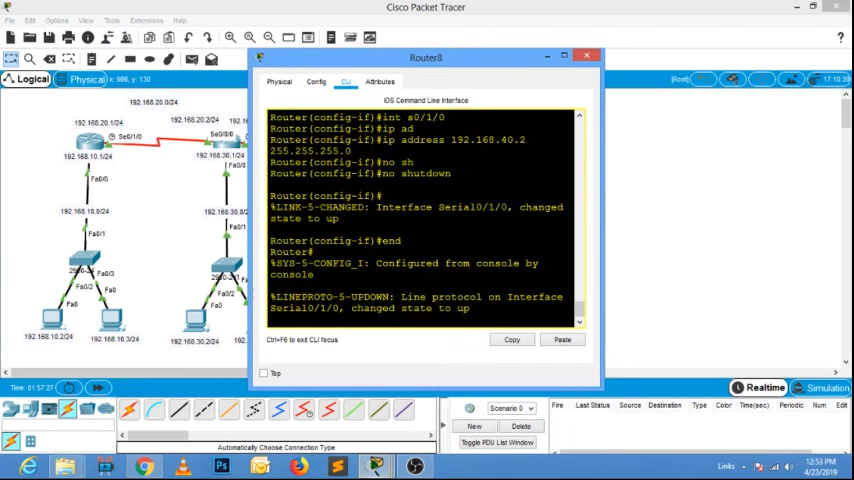 Cisco Packet Tracer
File Edit Options View Tools Extensions Help
Logical Physical x: 986, y: 130 [Root] 17:10:30
192.168.20.0/24
192.168.20.1/24 Se0/1/0 192.168.20.2/24 Se0/0/0
192.168.10.1/24 192.168.30.1/24
Fa0/0 Fa0/0
192.168.10.0/24 192.168.30.0/24
Fa0/1 Fa0/1
Fa0/2 Fa0/3 Fa0/2
Fa0 Fa0 Fa0
192.168.10.2/24 192.168.10.3/24 192.168.30.2/24
Router8
Physical Config CLI Attributes
IOS Command Line Interface
Router(config-if)#int s0/1/0
Router(config-if)#ip ad
Router(config-if)#ip address 192.168.40.2
255.255.255.0
Router(config-if)#no sh
Router(config-if)#no shutdown
Router(config-if)#
%LINK-5-CHANGED: Interface Serial0/1/0, changed
state to up
Router(config-if)#end
Router#
%SYS-5-CONFIG_I: Configured from console by
console
%LINEPROTO-5-UPDOWN: Line protocol on Interface
Serial0/1/0, changed state to up
Ctrl+F6 to exit CLI focus Copy Paste
Top
Time: 01:57:27 Realtime Simulation
Scenario 0 Fire Last Status Source Destination Type Color Time(sec) Periodic Num Edit
New Delete
Toggle PDU List Window
Automatically Choose Connection Type
Links 12:53 PM
4/23/2019